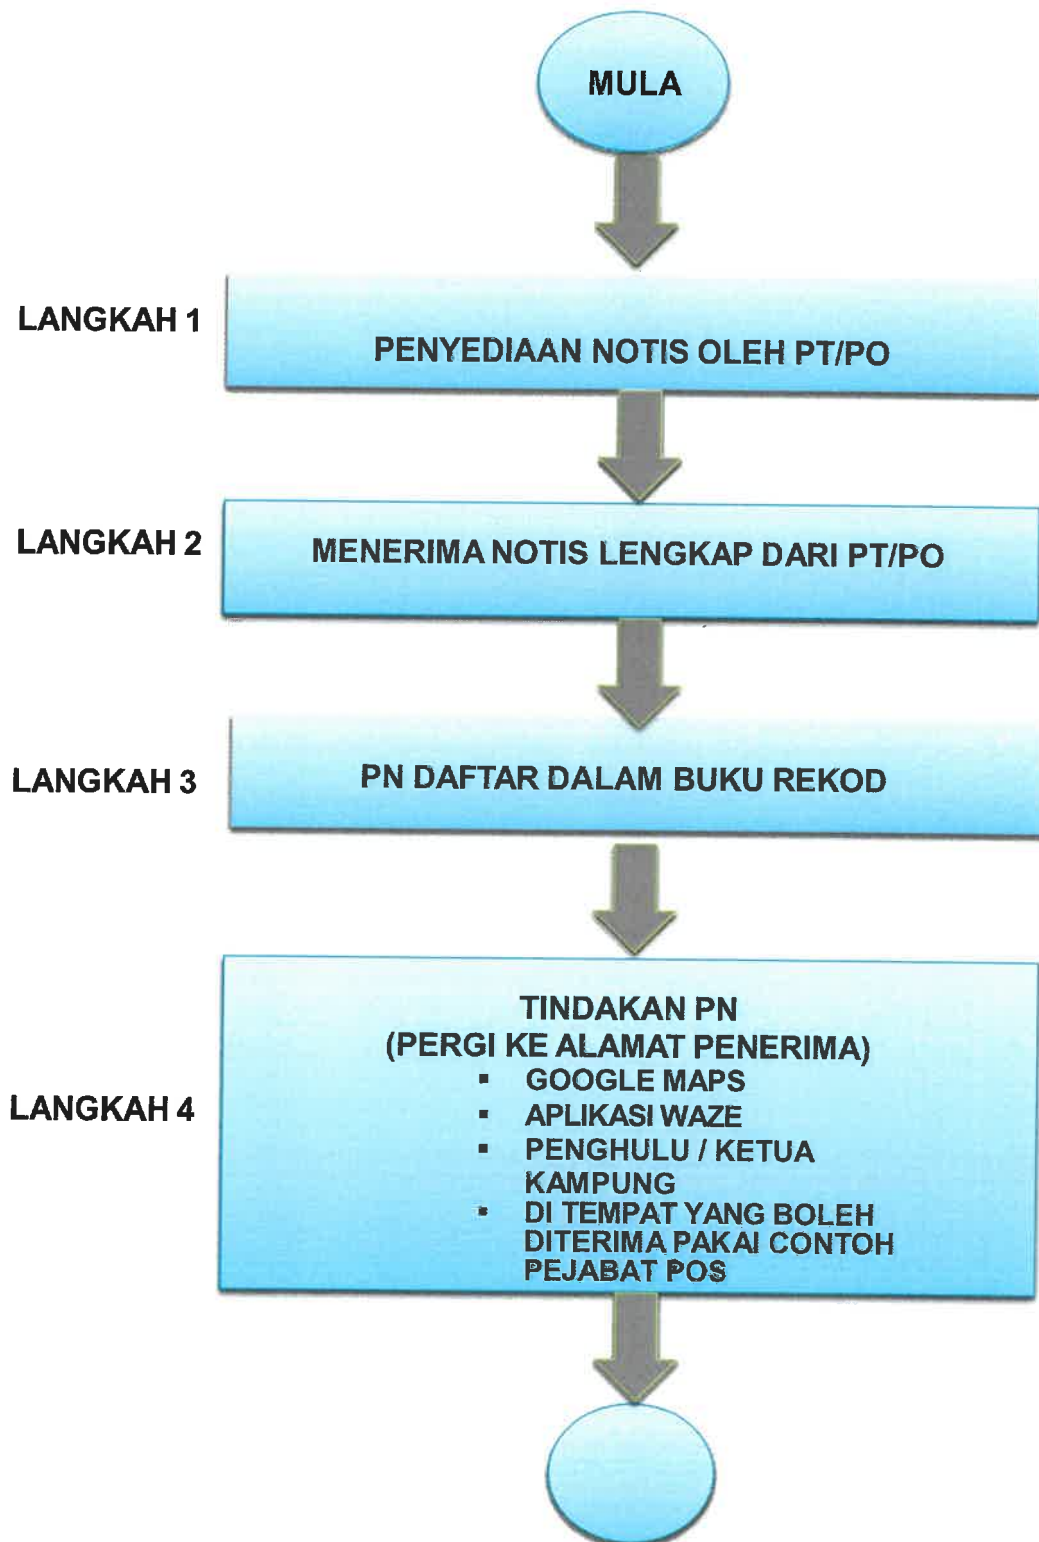 MULA
LANGKAH 1
PENYEDIAAN NOTIS OLEH PT/PO
LANGKAH 2
MENERIMA NOTIS LENGKAP DARI PT/PO
LANGKAH 3
PN DAFTAR DALAM BUKU REKOD
LANGKAH 4
TINDAKAN PN
(PERGI KE ALAMAT PENERIMA)
▪ GOOGLE MAPS
▪ APLIKASI WAZE
▪ PENGHULU / KETUA
KAMPUNG
▪ DI TEMPAT YANG BOLEH
DITERIMA PAKAI CONTOH
PEJABAT POS